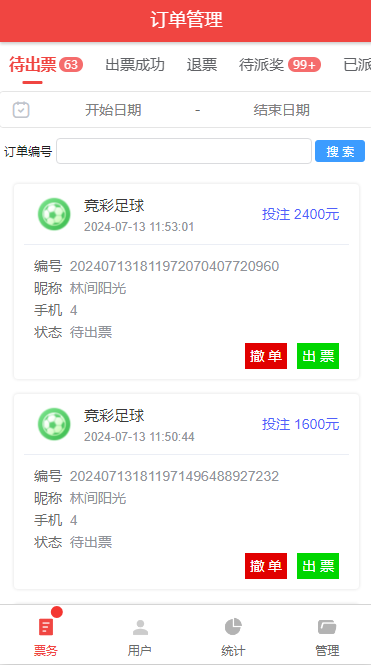 订单管理
待出票 63 出票成功 退票 待派奖 99+ 已派
开始日期 - 结束日期
订单编号 搜 索
竞彩足球
2024-07-13 11:53:01
投注 2400元
编号 202407131811972070407720960
昵称 林间阳光
手机 4
状态 待出票
撤 单 出 票
竞彩足球
2024-07-13 11:50:44
投注 1600元
编号 202407131811971496488927232
昵称 林间阳光
手机 4
状态 待出票
撤 单 出 票
票务 用户 统计 管理